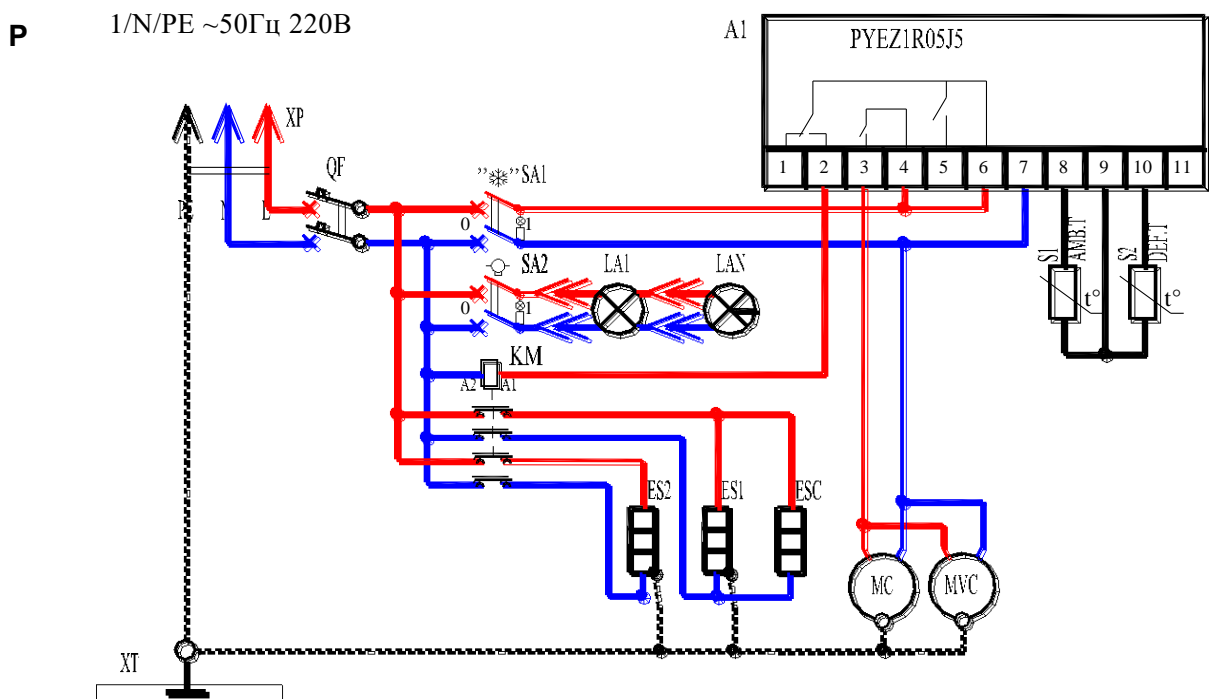 P
1/N/PE ~50Гц 220В
A1
PYEZ1R05J5
XP
1 2 3 4 5 6 7 8 9 10 11
QF
"❄" SA1
PE N L
0 1
SA2 LA1 LAN
0 1
S1 AMB.T
S2 DEF.T
t° t°
KM
A2 A1
ES2 ES1 ESC
MC MVC
XT